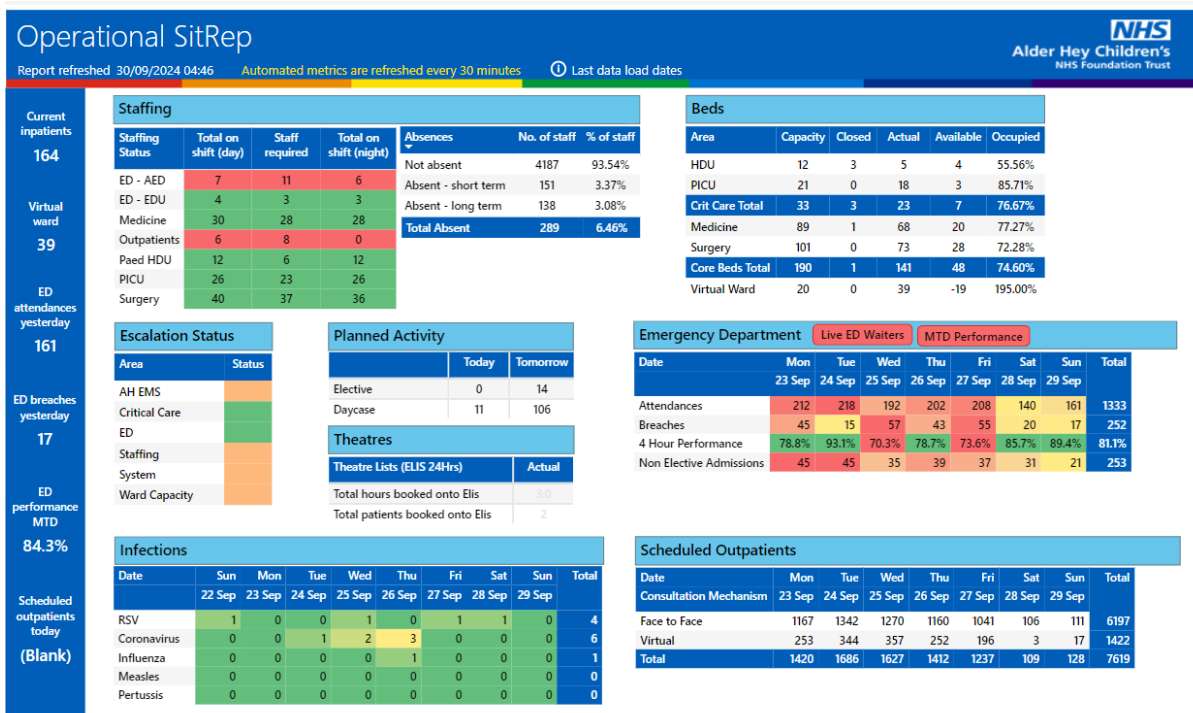 Operational SitRep
NHS
Alder Hey Children's
NHS Foundation Trust
Report refreshed 30/09/2024 04:46 Automated metrics are refreshed every 30 minutes Last data load dates
Current inpatients
164
Virtual ward
39
ED attendances yesterday
161
ED breaches yesterday
17
ED performance MTD
84.3%
Scheduled outpatients today
(Blank)
Staffing
Staffing Status Total on shift (day) Staff required Total on shift (night)
ED - AED 7 11 6
ED - EDU 4 3 3
Medicine 30 28 28
Outpatients 6 8 0
Paed HDU 12 6 12
PICU 26 23 26
Surgery 40 37 36
Absences No. of staff % of staff
Not absent 4187 93.54%
Absent - short term 151 3.37%
Absent - long term 138 3.08%
Total Absent 289 6.46%
Beds
Area Capacity Closed Actual Available Occupied
HDU 12 3 5 4 55.56%
PICU 21 0 18 3 85.71%
Crit Care Total 33 3 23 7 76.67%
Medicine 89 1 68 20 77.27%
Surgery 101 0 73 28 72.28%
Core Beds Total 190 1 141 48 74.60%
Virtual Ward 20 0 39 -19 195.00%
Escalation Status
Area Status
AH EMS
Critical Care
ED
Staffing
System
Ward Capacity
Planned Activity
Today Tomorrow
Elective 0 14
Daycase 11 106
Theatres
Theatre Lists (ELIS 24Hrs) Actual
Total hours booked onto Elis 3:0
Total patients booked onto Elis 2
Emergency Department Live ED Waiters MTD Performance
Date Mon Tue Wed Thu Fri Sat Sun Total
23 Sep 24 Sep 25 Sep 26 Sep 27 Sep 28 Sep 29 Sep
Attendances 212 218 192 202 208 140 161 1333
Breaches 45 15 57 43 55 20 17 252
4 Hour Performance 78.8% 93.1% 70.3% 78.7% 73.6% 85.7% 89.4% 81.1%
Non Elective Admissions 45 45 35 39 37 31 21 253
Infections
Date Sun Mon Tue Wed Thu Fri Sat Sun Total
22 Sep 23 Sep 24 Sep 25 Sep 26 Sep 27 Sep 28 Sep 29 Sep
RSV 1 0 0 1 0 1 1 0 4
Coronavirus 0 0 1 2 3 0 0 0 6
Influenza 0 0 0 0 1 0 0 0 1
Measles 0 0 0 0 0 0 0 0 0
Pertussis 0 0 0 0 0 0 0 0 0
Scheduled Outpatients
Date Mon Tue Wed Thu Fri Sat Sun Total
Consultation Mechanism 23 Sep 24 Sep 25 Sep 26 Sep 27 Sep 28 Sep 29 Sep
Face to Face 1167 1342 1270 1160 1041 106 111 6197
Virtual 253 344 357 252 196 3 17 1422
Total 1420 1686 1627 1412 1237 109 128 7619